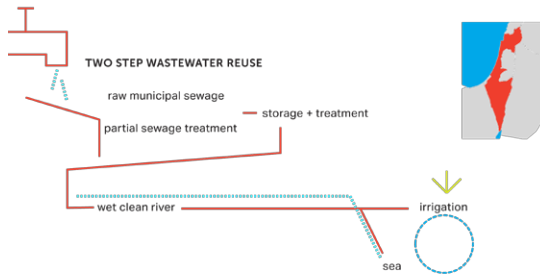 TWO STEP WASTEWATER REUSE
raw municipal sewage
storage + treatment
partial sewage treatment
wet clean river
irrigation
sea